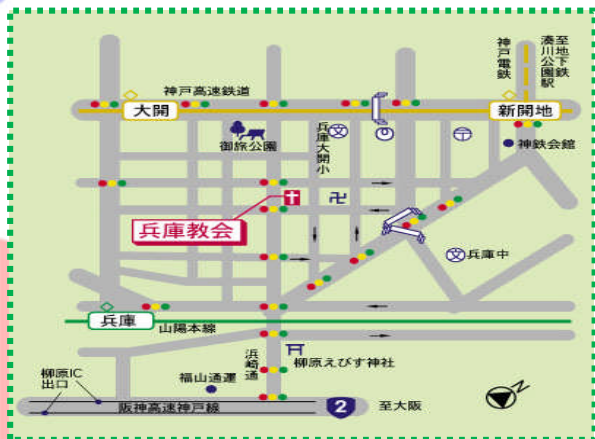 神戸電鉄
至地下鉄
湊川公園駅
神戸高速鉄道
大開
新開地
御旅公園
兵庫大開小
文
〒
神鉄会館
卍
兵庫教会
文
兵庫中
兵庫
山陽本線
浜崎通
柳原えびす神社
柳原IC
出口
福山通運
阪神高速神戸線
2
至大阪
N